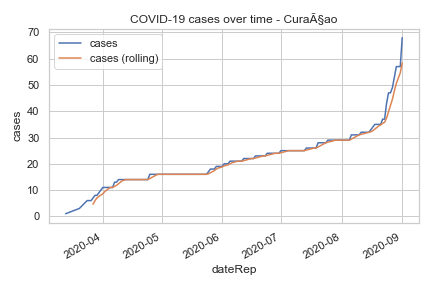 COVID-19 cases over time - CuraÃ§ao
cases
cases (rolling)
70
60
50
40
30
20
10
0
cases
2020-04
2020-05
2020-06
2020-07
2020-08
2020-09
dateRep